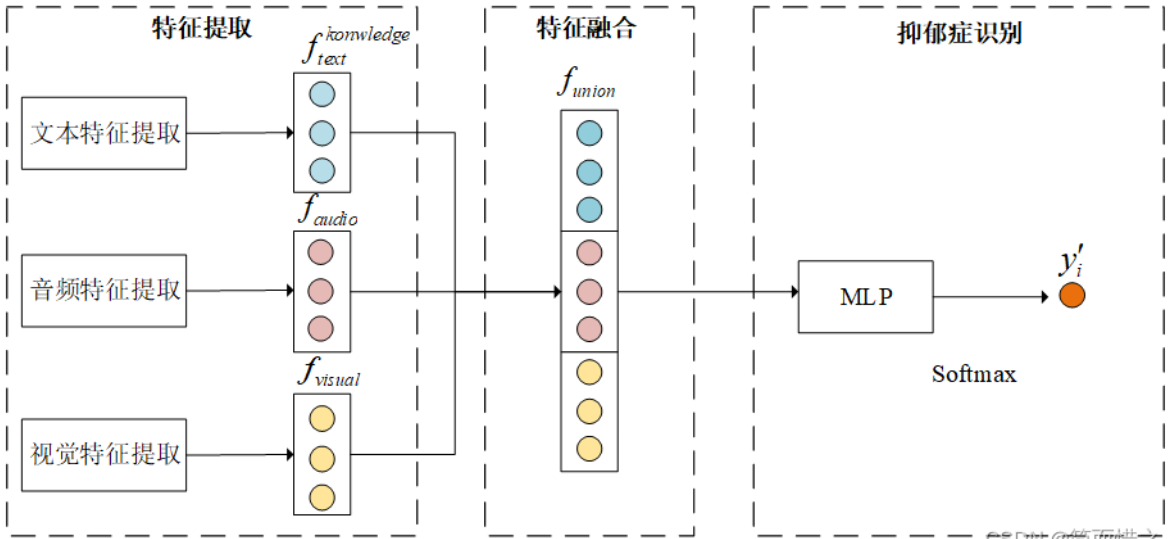 特征提取
特征融合
抑郁症识别
f_text^konwledge
文本特征提取
f_audio
音频特征提取
f_visual
视觉特征提取
f_union
MLP
Softmax
y'_i